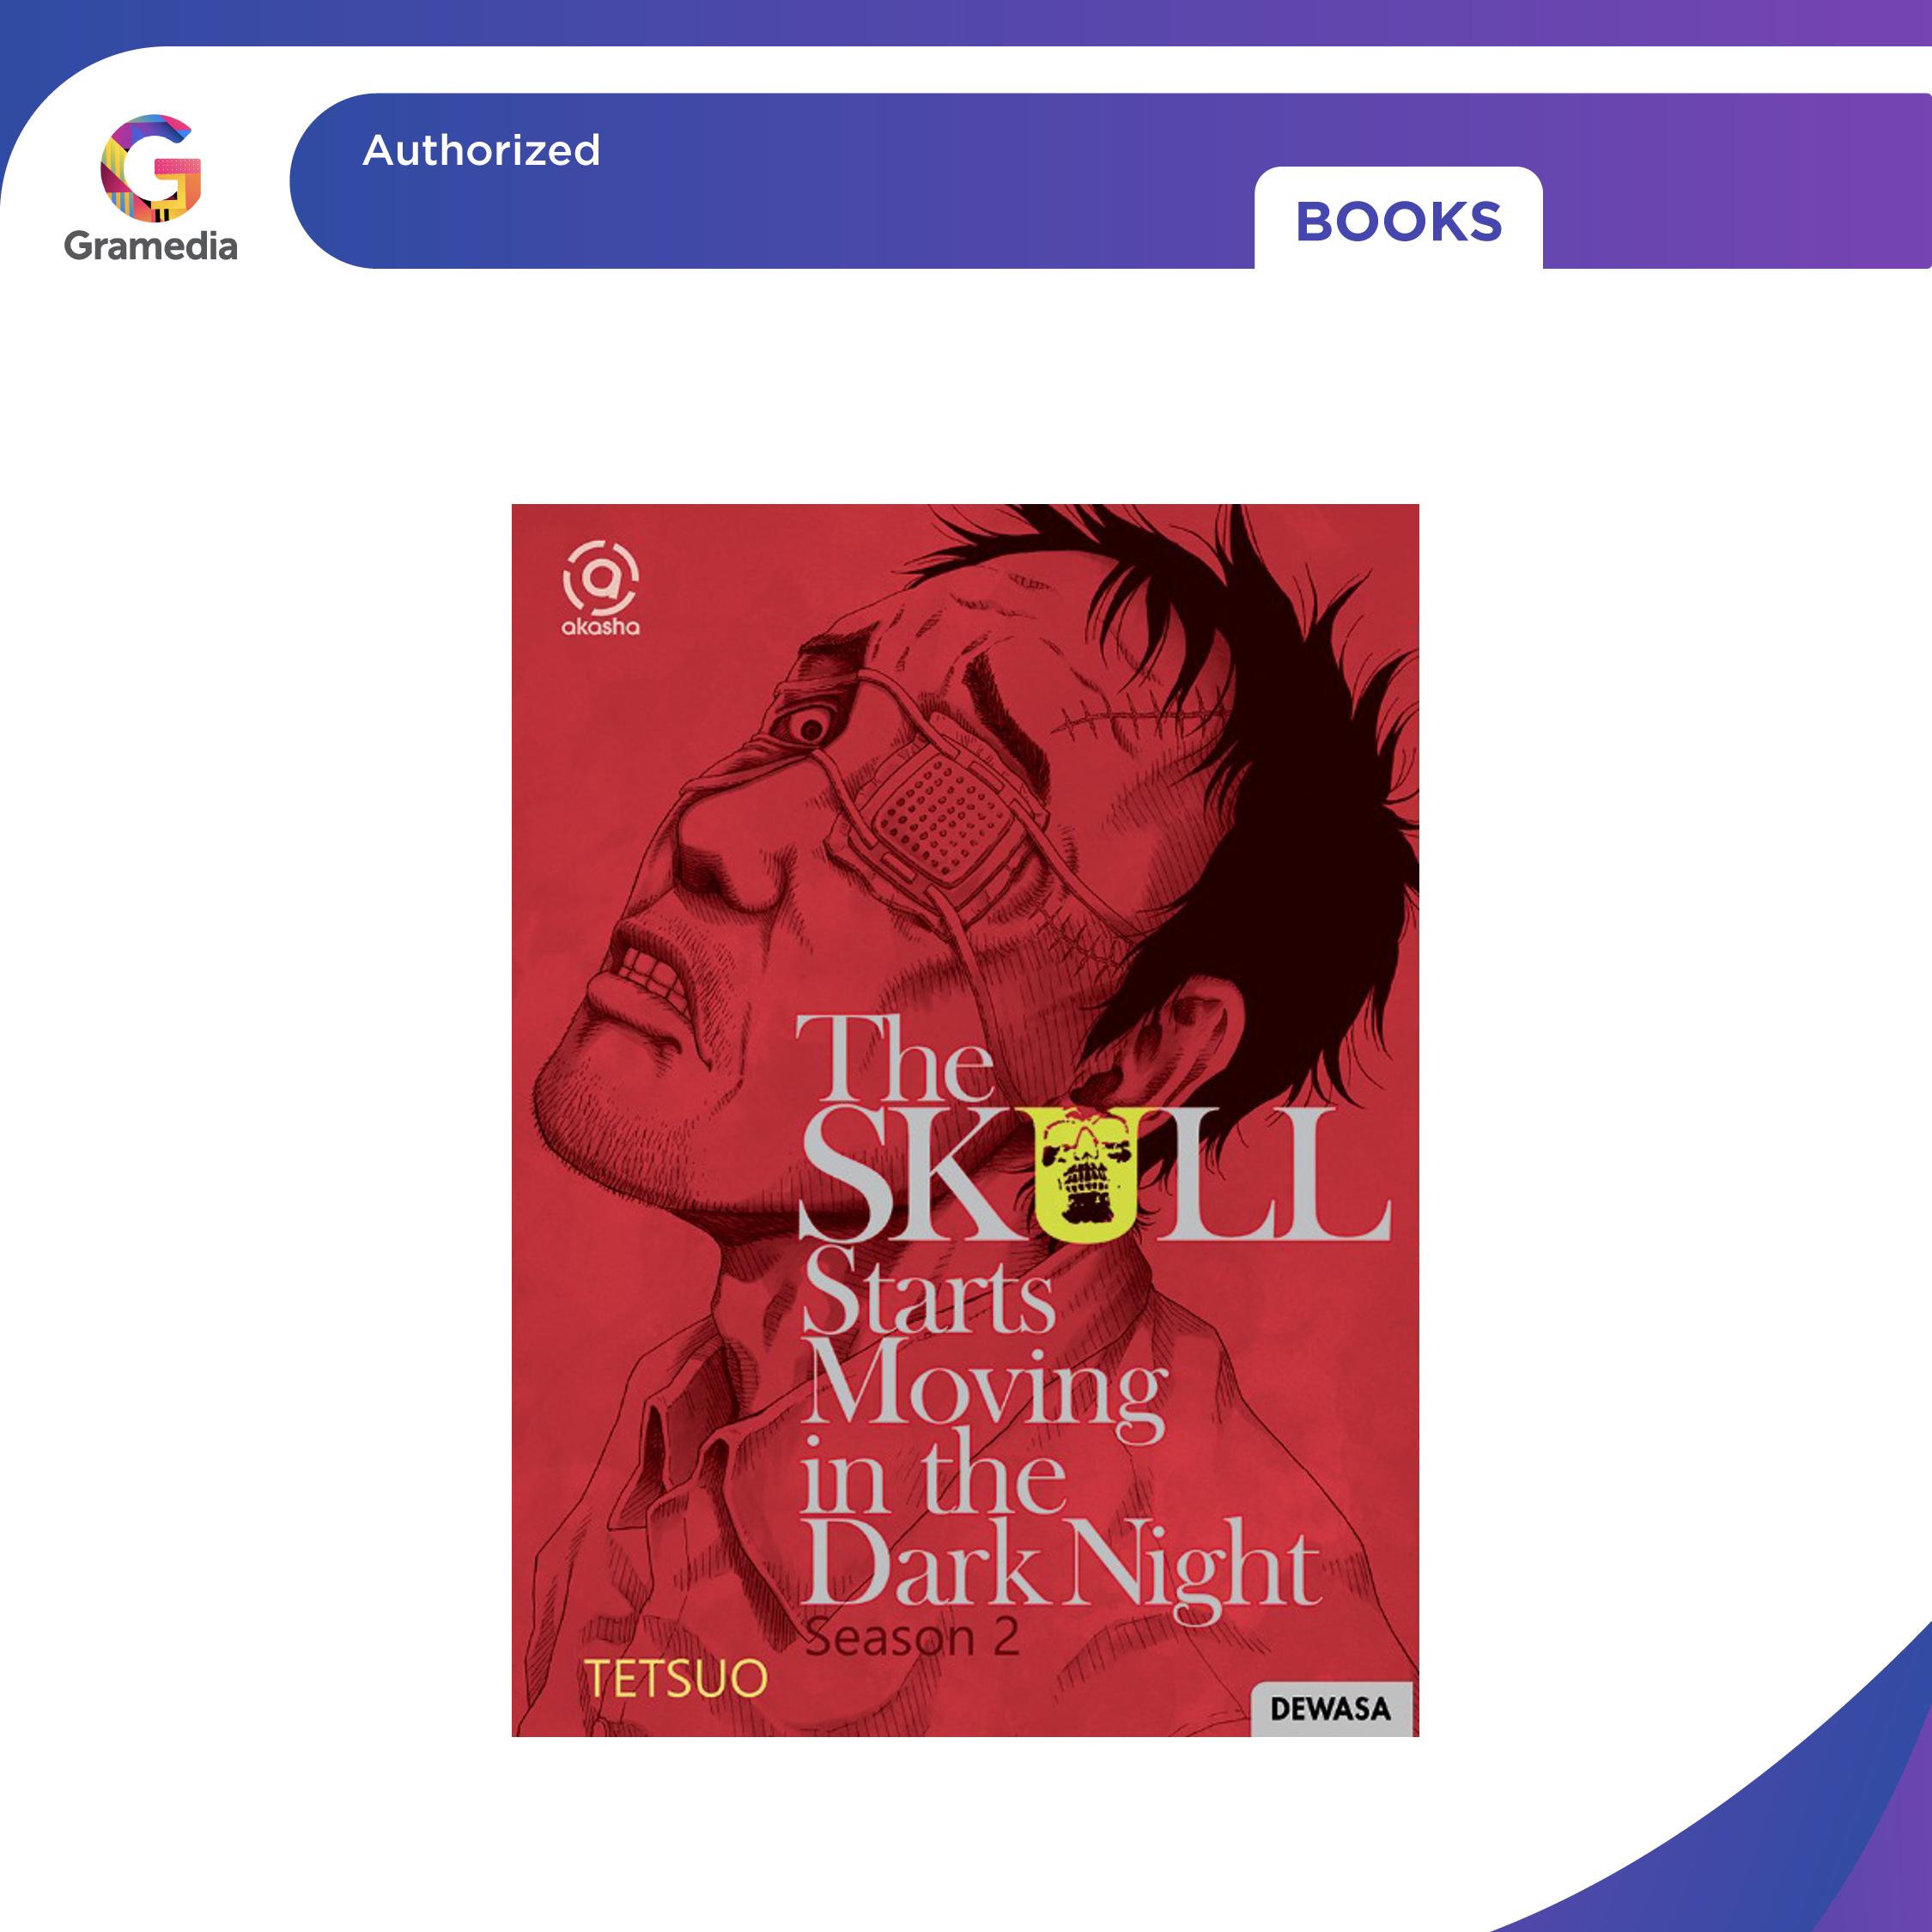 Authorized
Gramedia
BOOKS
akasha
The
SKULL
Starts
Moving
in the
Dark Night
Season 2
TETSUO
DEWASA